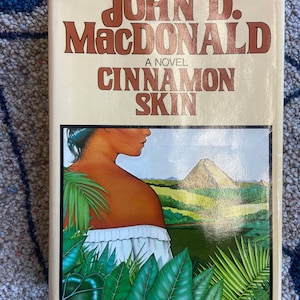 JOHN D.
MACDONALD
A NOVEL
CINNAMON
SKIN